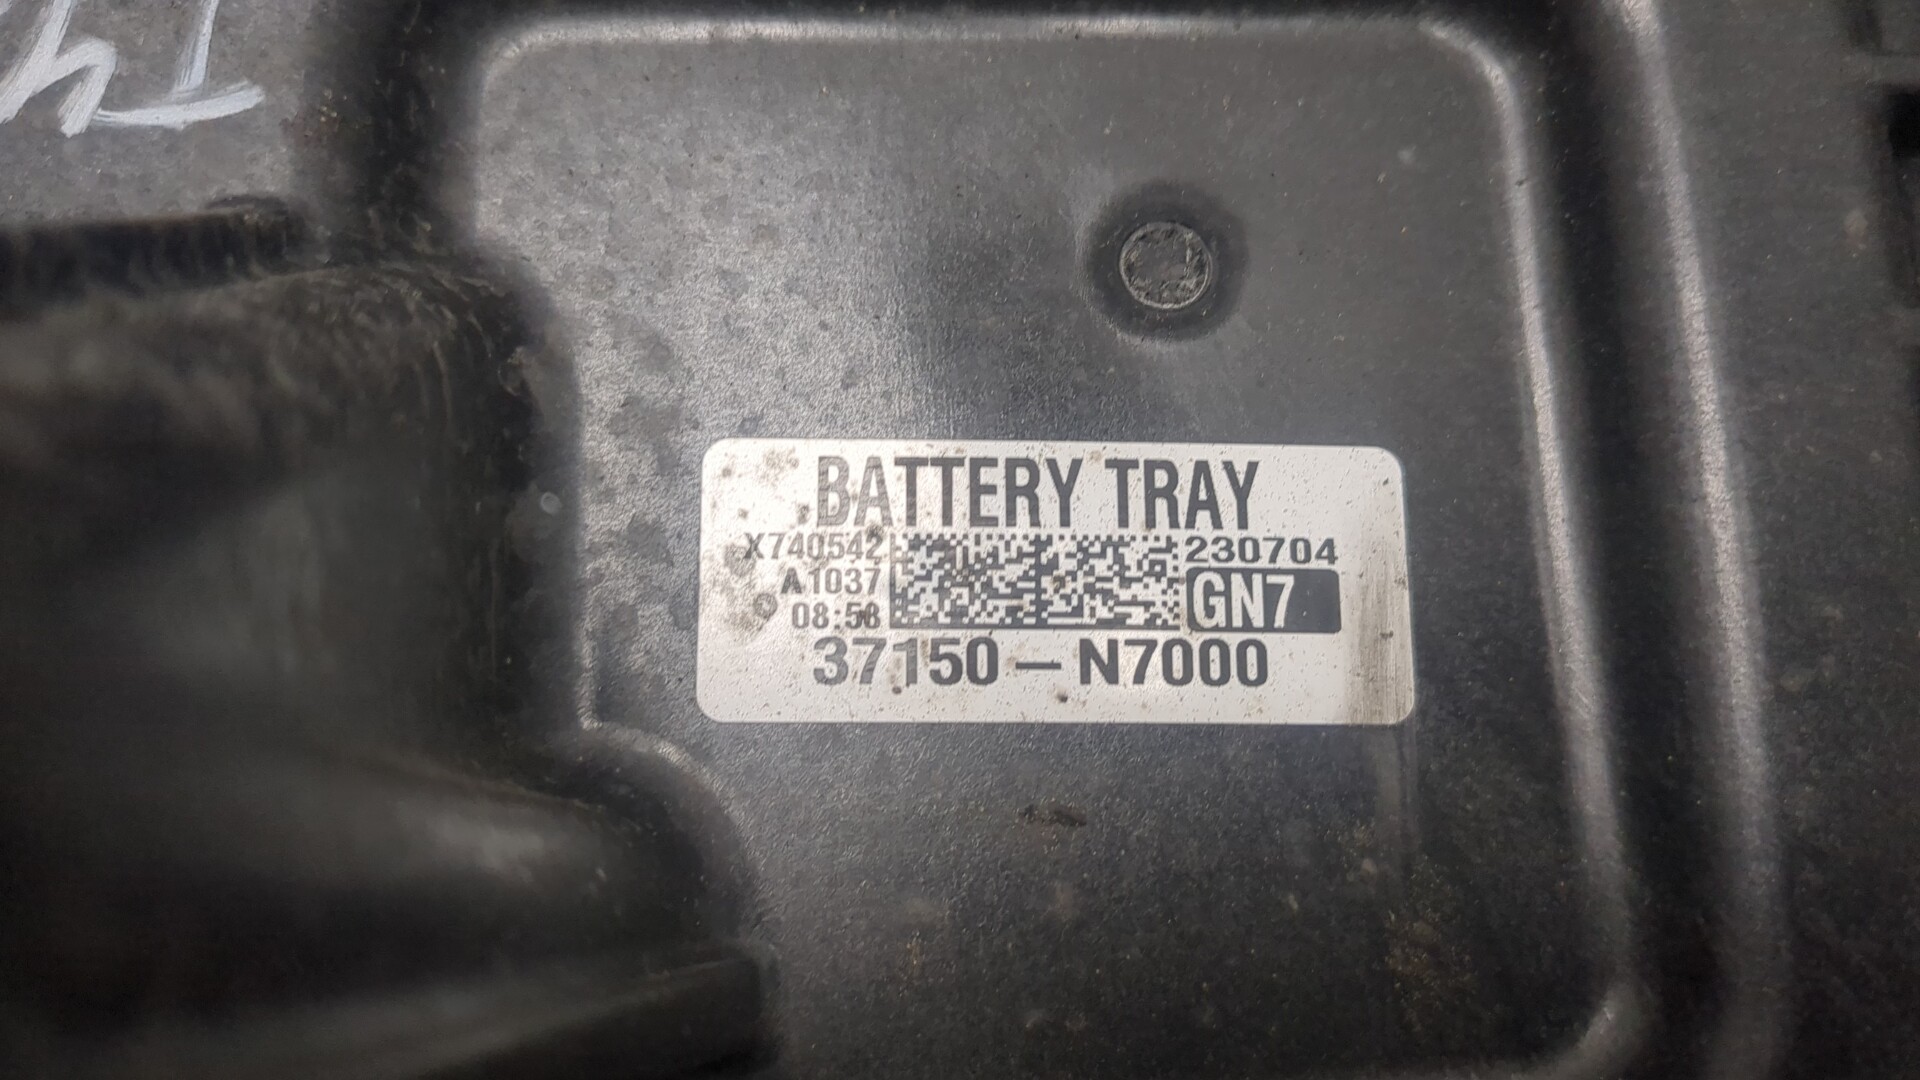 BATTERY TRAY
X740542 230704
A1037 GN7
08:58
37150-N7000